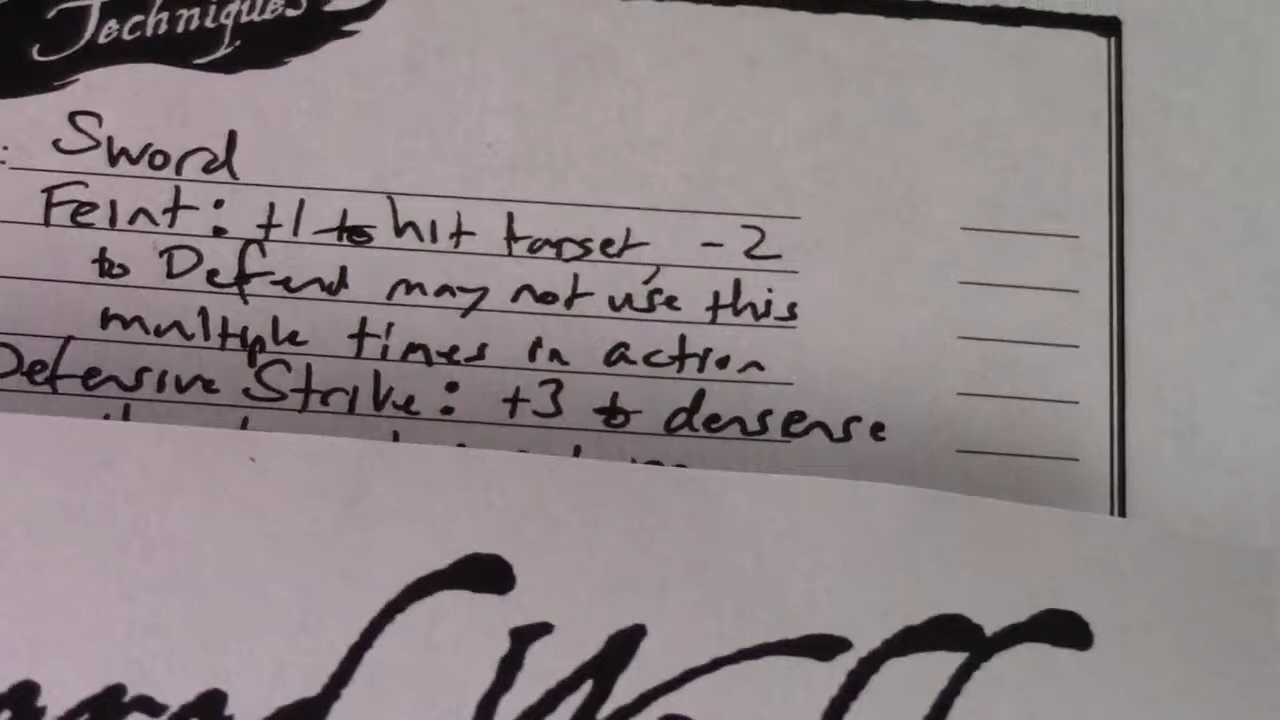 Techniques
Sword
Feint: +1 to hit target, -2
to Defend may not use this
multiple times in action
Defensive Strike: +3 to densense